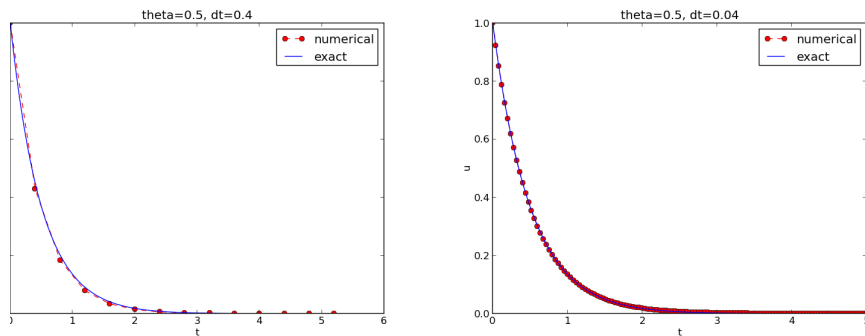 theta=0.5, dt=0.4
numerical
exact
0 1 2 3 4 5 6
t
theta=0.5, dt=0.04
numerical
exact
1.0
0.8
0.6
0.4
0.2
0.0
u
0 1 2 3 4
t